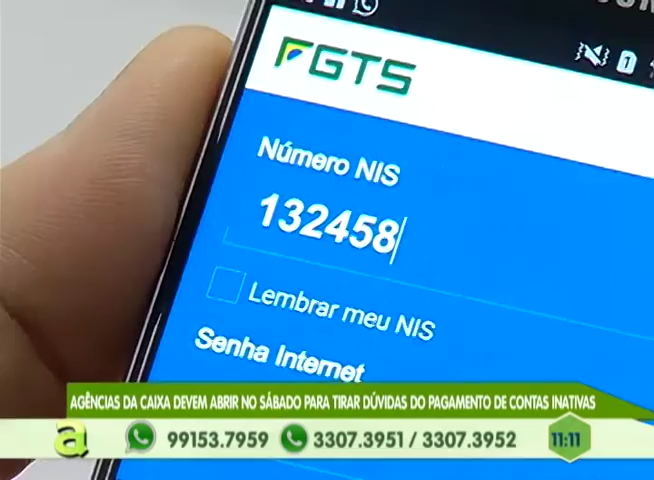 FGTS
Número NIS
132458
Lembrar meu NIS
Senha Internet
AGÊNCIAS DA CAIXA DEVEM ABRIR NO SÁBADO PARA TIRAR DÚVIDAS DO PAGAMENTO DE CONTAS INATIVAS
a 99153.7959 3307.3951 / 3307.3952 11:11